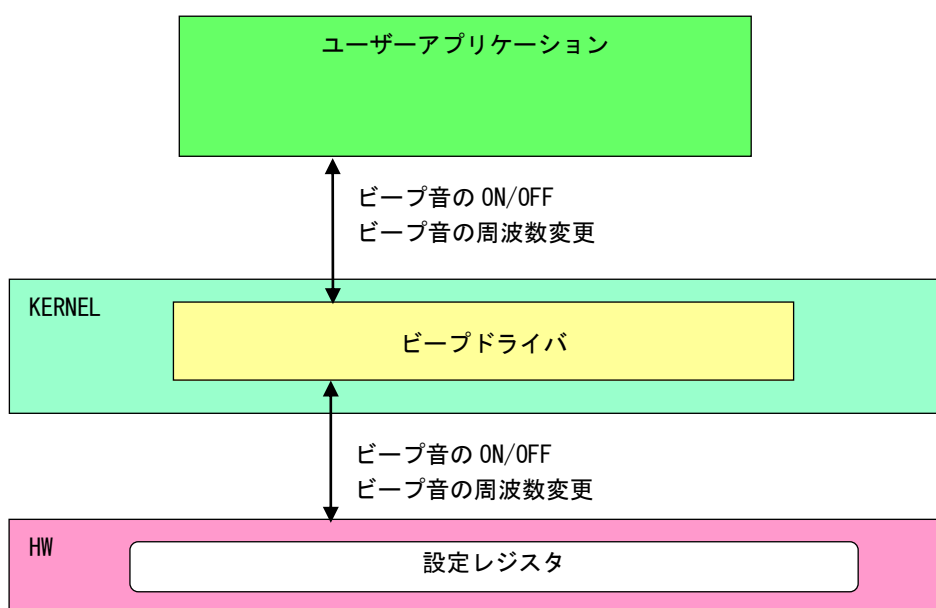 ユーザーアプリケーション
ビープ音の ON/OFF
ビープ音の周波数変更
KERNEL
ビープドライバ
ビープ音の ON/OFF
ビープ音の周波数変更
HW
設定レジスタ